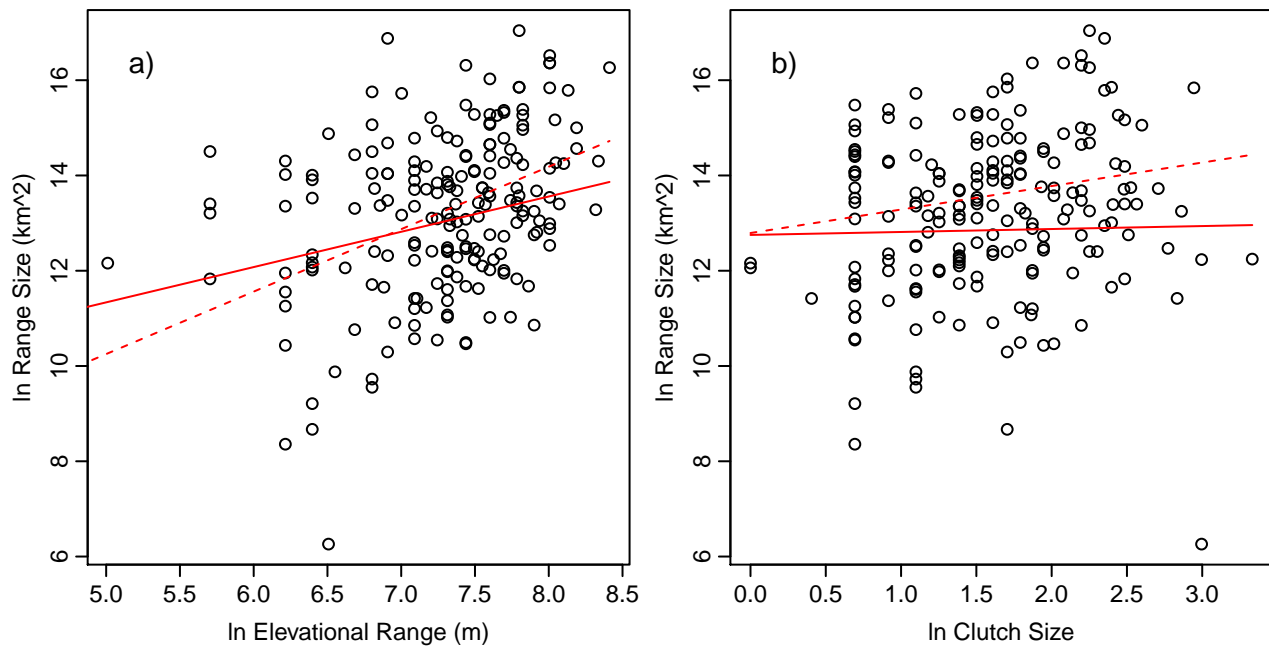 a)
ln Range Size (km^2)
6 8 10 12 14 16
5.0 5.5 6.0 6.5 7.0 7.5 8.0 8.5
ln Elevational Range (m)
b)
ln Range Size (km^2)
6 8 10 12 14 16
0.0 0.5 1.0 1.5 2.0 2.5 3.0
ln Clutch Size